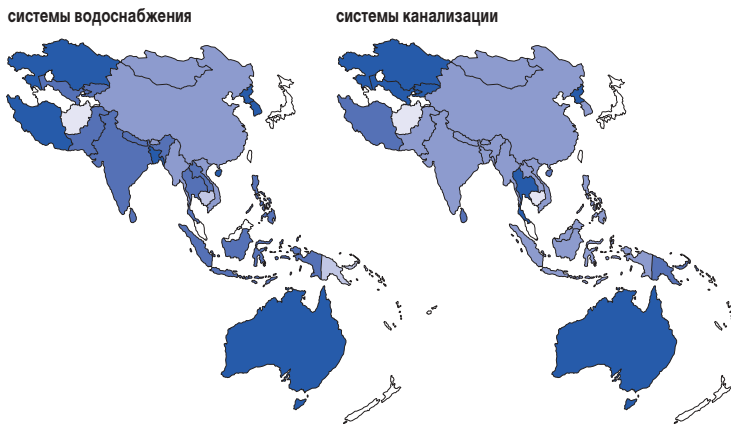 системы водоснабжения
системы канализации